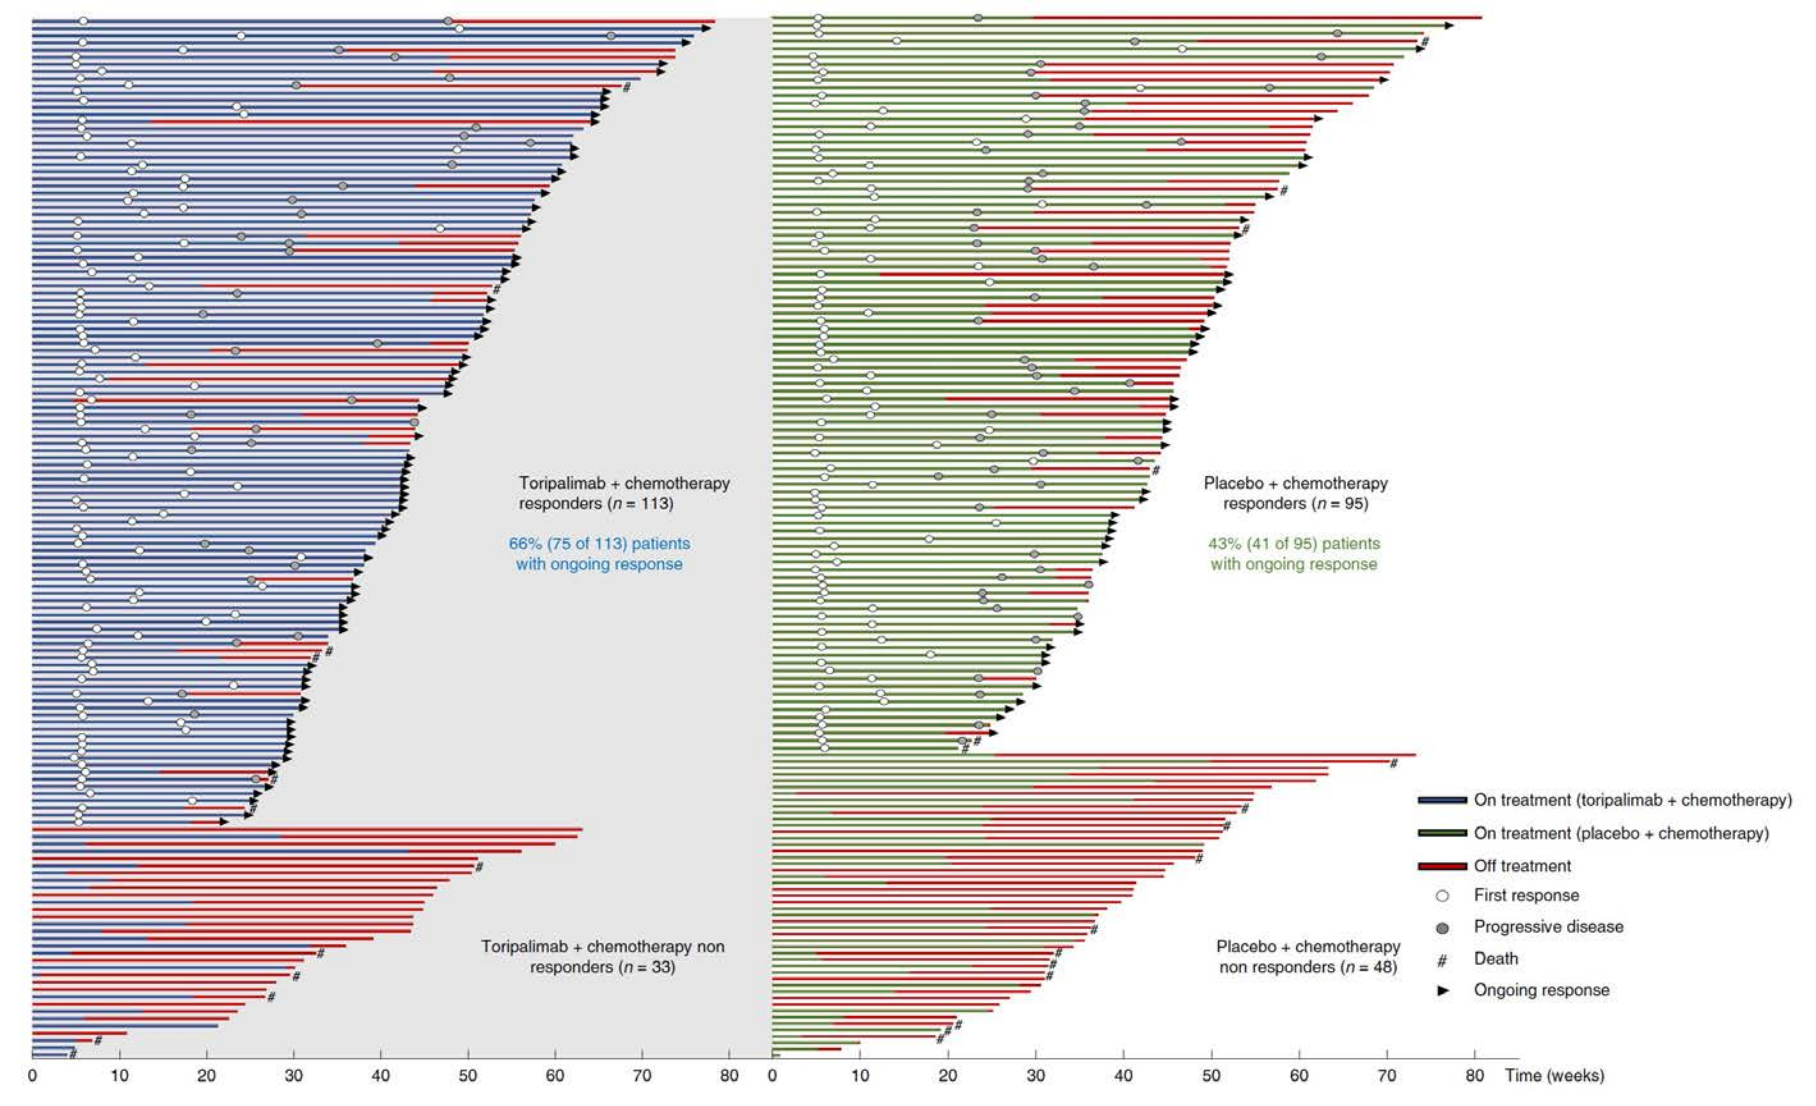 Toripalimab + chemotherapy
responders (n = 113)
66% (75 of 113) patients
with ongoing response
Toripalimab + chemotherapy non
responders (n = 33)
Placebo + chemotherapy
responders (n = 95)
43% (41 of 95) patients
with ongoing response
Placebo + chemotherapy
non responders (n = 48)
On treatment (toripalimab + chemotherapy)
On treatment (placebo + chemotherapy)
Off treatment
First response
Progressive disease
# Death
Ongoing response
0 10 20 30 40 50 60 70 80
0 10 20 30 40 50 60 70 80 Time (weeks)